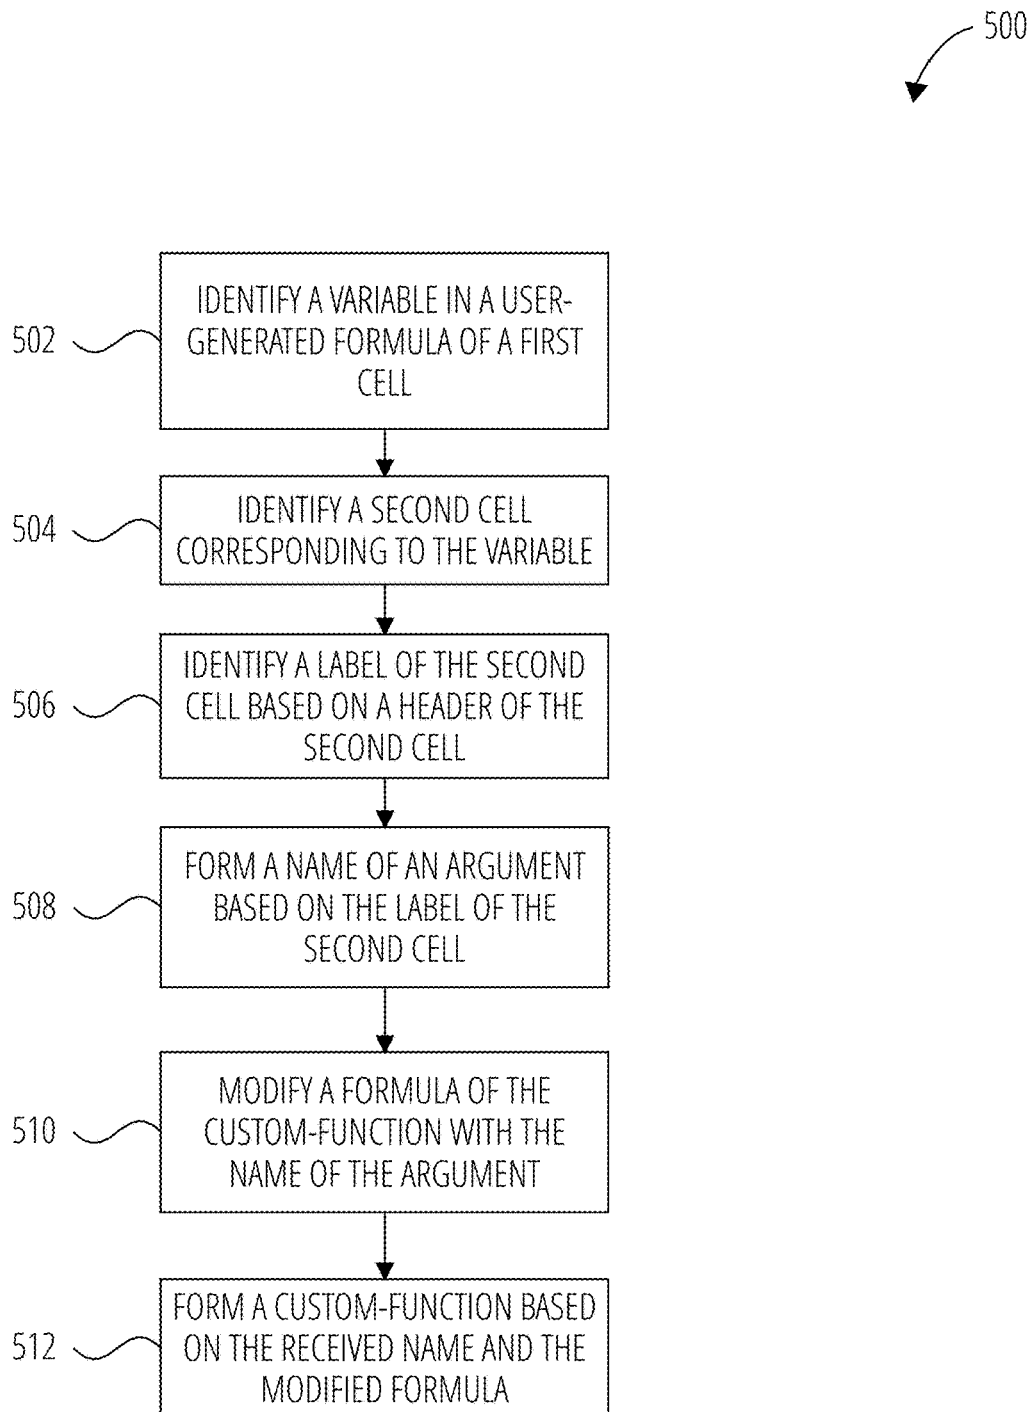 500
502
IDENTIFY A VARIABLE IN A USER-
GENERATED FORMULA OF A FIRST
CELL
504
IDENTIFY A SECOND CELL
CORRESPONDING TO THE VARIABLE
506
IDENTIFY A LABEL OF THE SECOND
CELL BASED ON A HEADER OF THE
SECOND CELL
508
FORM A NAME OF AN ARGUMENT
BASED ON THE LABEL OF THE
SECOND CELL
510
MODIFY A FORMULA OF THE
CUSTOM-FUNCTION WITH THE
NAME OF THE ARGUMENT
512
FORM A CUSTOM-FUNCTION BASED
ON THE RECEIVED NAME AND THE
MODIFIED FORMULA